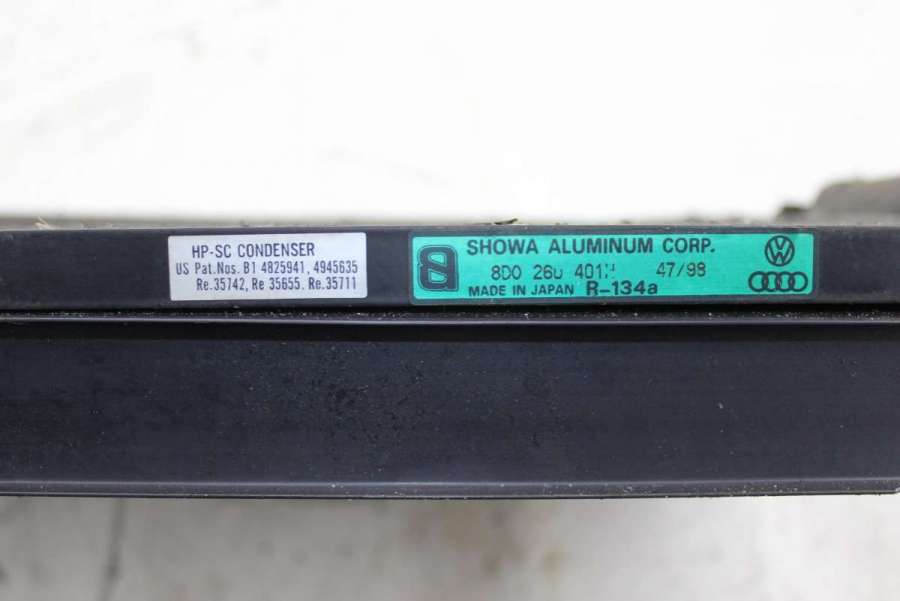 HP-SC CONDENSER
US Pat.Nos. B1 4825941, 4945635
Re.35742, Re 35655. Re.35711
SHOWA ALUMINUM CORP.
8D0 260 47/98
MADE IN JAPAN R-134a